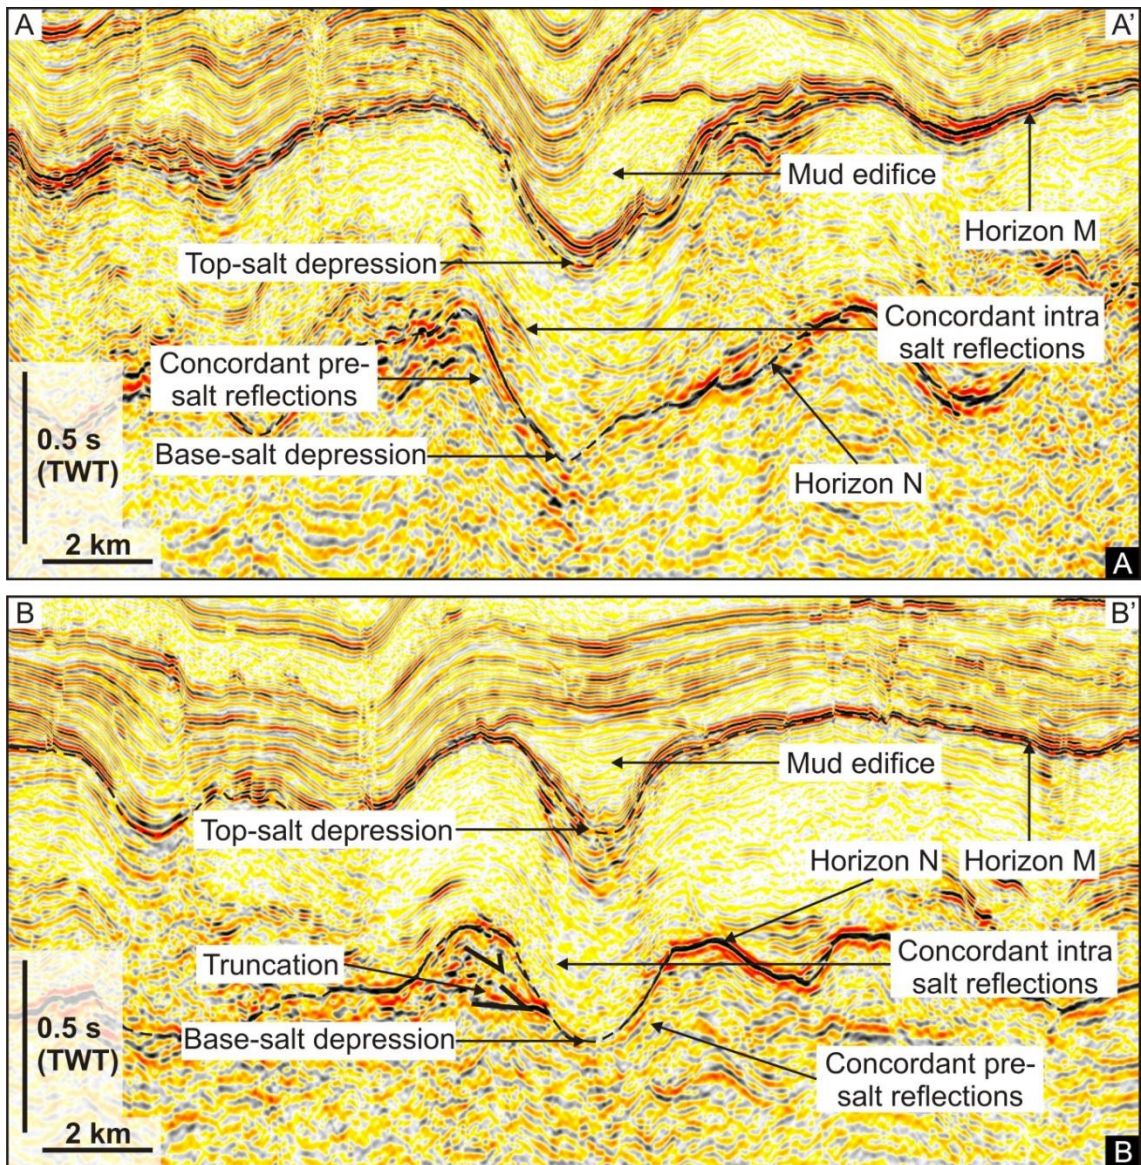 A
A'
Mud edifice
Horizon M
Top-salt depression
Concordant intra
salt reflections
Concordant pre-
salt reflections
0.5 s
(TWT)
Base-salt depression
Horizon N
2 km
A
B
B'
Mud edifice
Top-salt depression
Horizon N
Horizon M
Truncation
Concordant intra
salt reflections
0.5 s
(TWT)
Base-salt depression
Concordant pre-
salt reflections
2 km
B